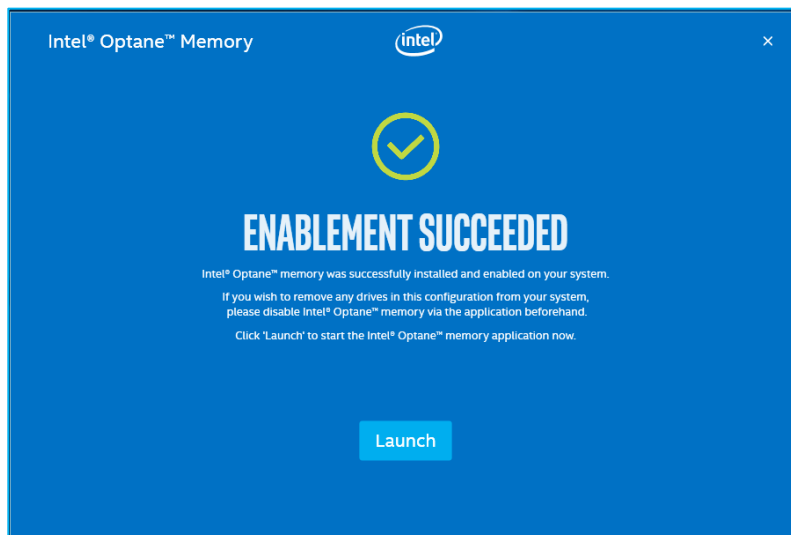 Intel® Optane™ Memory
intel
×
ENABLEMENT SUCCEEDED
Intel® Optane™ memory was successfully installed and enabled on your system.
If you wish to remove any drives in this configuration from your system,
please disable Intel® Optane™ memory via the application beforehand.
Click 'Launch' to start the Intel® Optane™ memory application now.
Launch